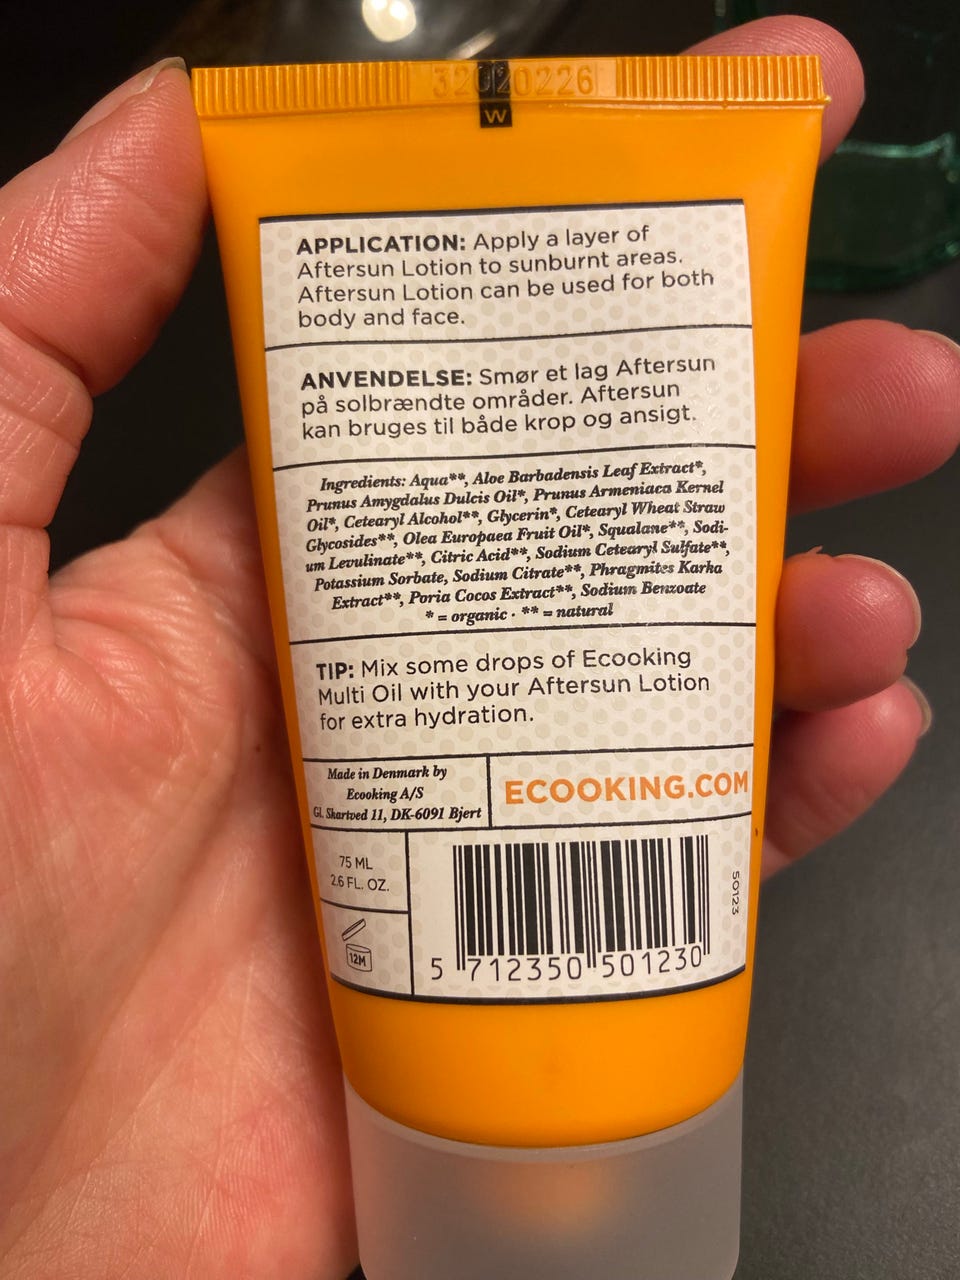 32020226
W
APPLICATION: Apply a layer of
Aftersun Lotion to sunburnt areas.
Aftersun Lotion can be used for both
body and face.
ANVENDELSE: Smør et lag Aftersun
på solbrændte områder. Aftersun
kan bruges til både krop og ansigt.
Ingredients: Aqua**, Aloe Barbadensis Leaf Extract*,
Prunus Amygdalus Dulcis Oil*, Prunus Armeniaca Kernel
Oil*, Cetearyl Alcohol**, Glycerin*, Cetearyl Wheat Straw
Glycosides**, Olea Europaea Fruit Oil*, Squalane**, Sodi-
um Levulinate**, Citric Acid**, Sodium Cetearyl Sulfate**,
Potassium Sorbate, Sodium Citrate**, Phragmites Karka
Extract**, Poria Cocos Extract**, Sodium Benzoate
* = organic · ** = natural
TIP: Mix some drops of Ecooking
Multi Oil with your Aftersun Lotion
for extra hydration.
Made in Denmark by
Ecooking A/S
Gl. Skartved 11, DK-6091 Bjert
ECOOKING.COM
75 ML
2.6 FL. OZ.
12M
50123
5 712350 501230